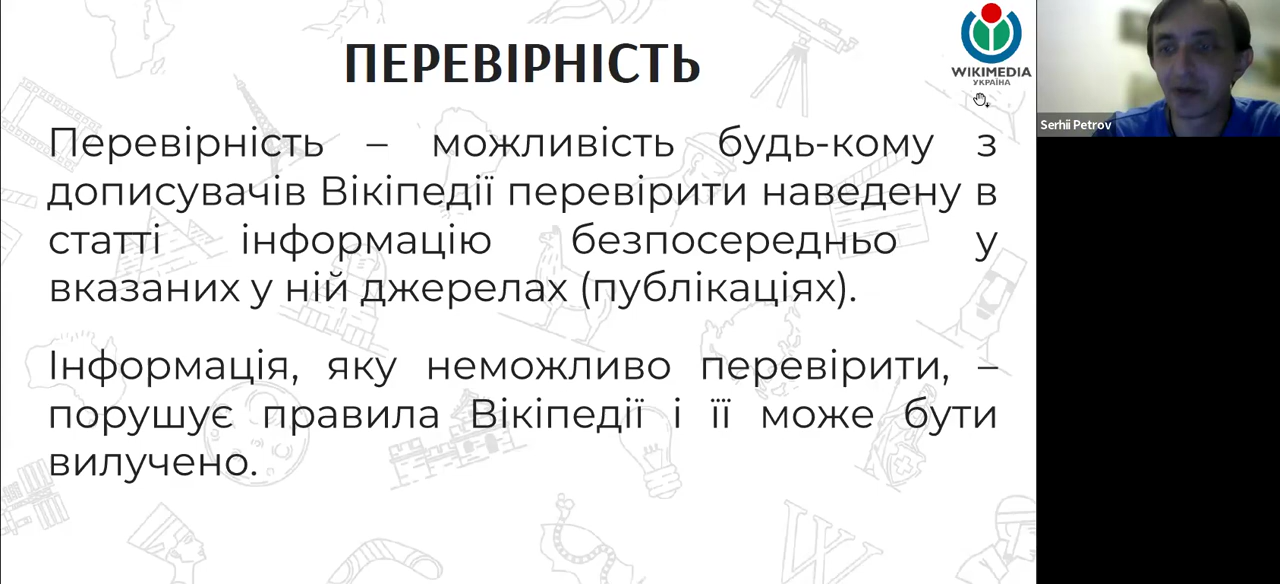 ПЕРЕВІРНІСТЬ
WIKIMEDIA
УКРАЇНА
Serhii Petrov
Перевірність – можливість будь-кому з
дописувачів Вікіпедії перевірити наведену в
статті інформацію безпосередньо у
вказаних у ній джерелах (публікаціях).
Інформація, яку неможливо перевірити, –
порушує правила Вікіпедії і її може бути
вилучено.